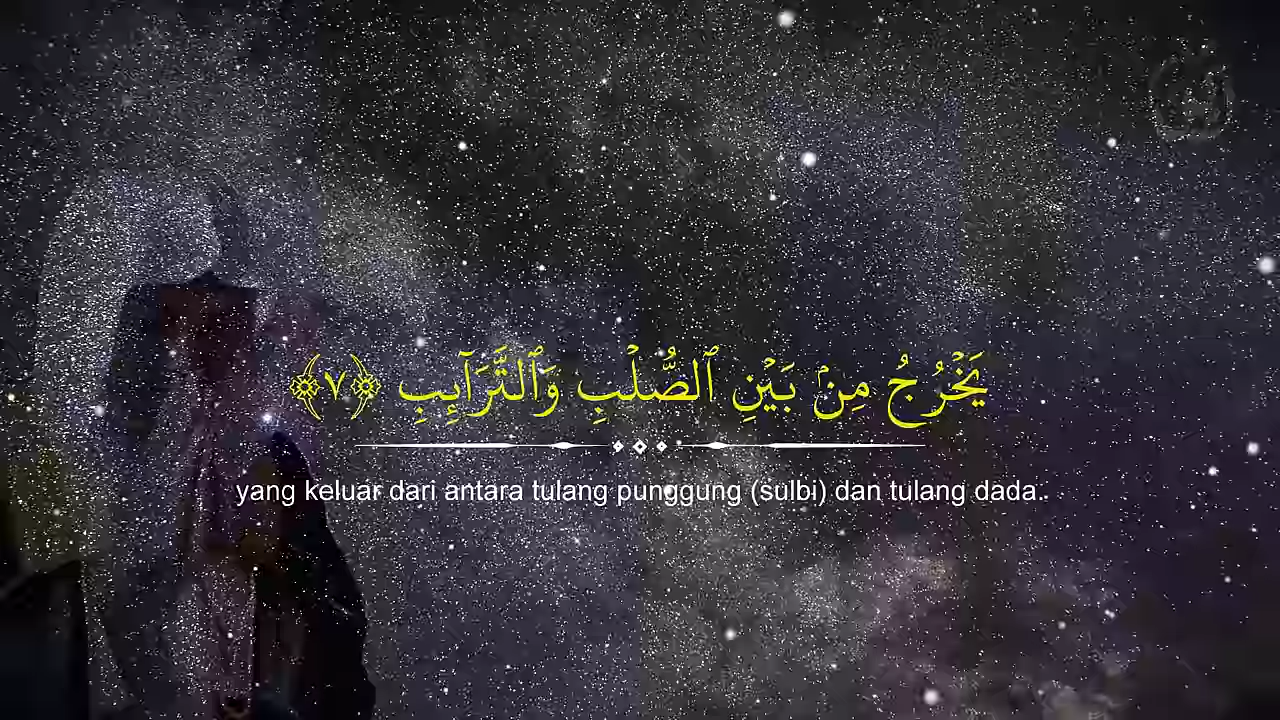 يَخْرُجُ مِنۢ بَيْنِ ٱلصُّلْبِ وَٱلتَّرَآئِبِ ﴿٧﴾
yang keluar dari antara tulang punggung (sulbi) dan tulang dada.